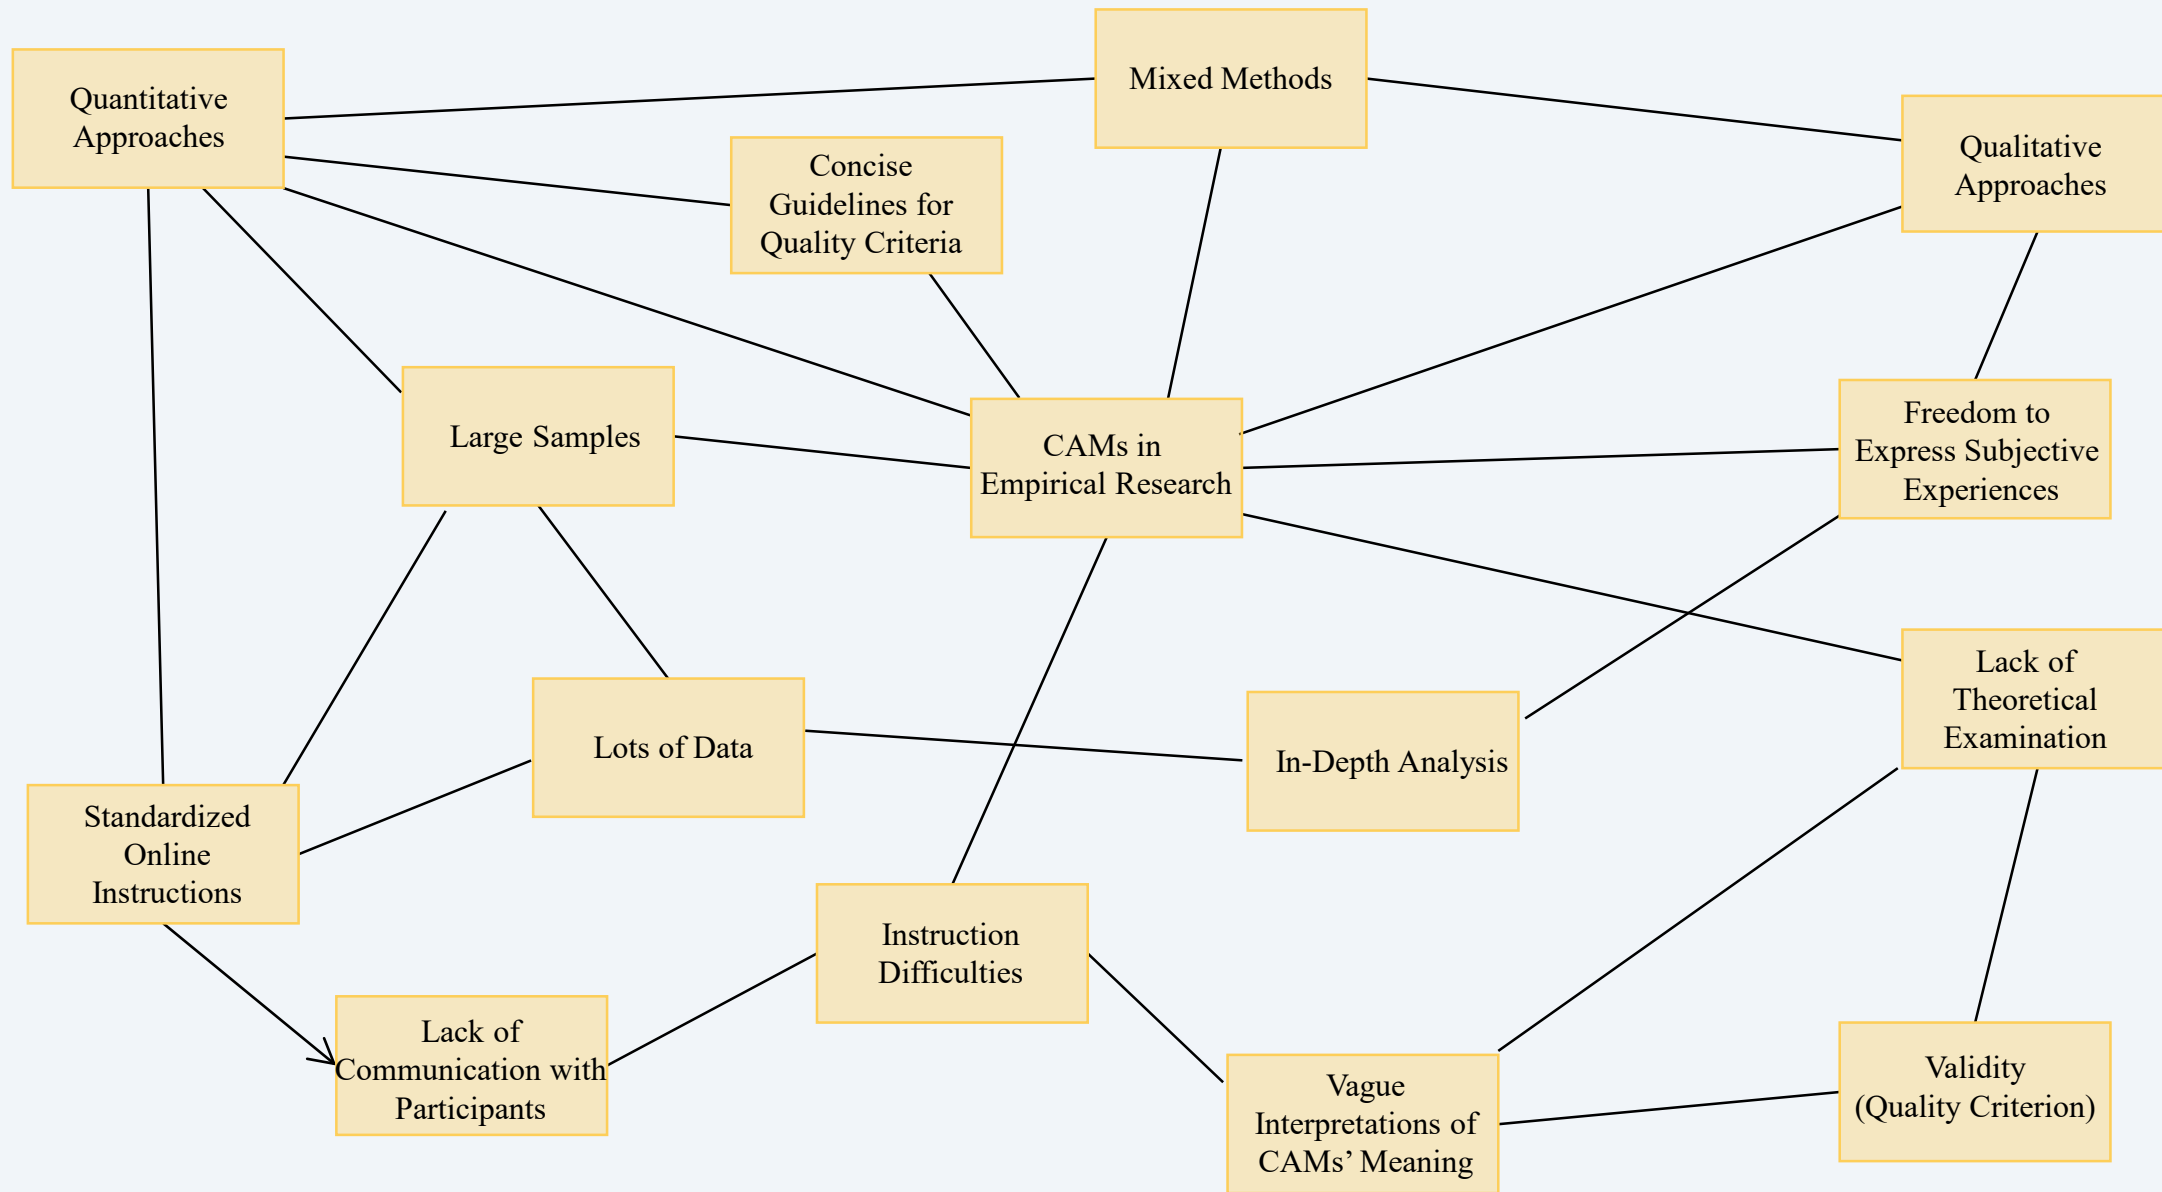 Mixed Methods
Quantitative
Approaches
Qualitative
Approaches
Concise
Guidelines for
Quality Criteria
Large Samples
CAMs in
Empirical Research
Freedom to
Express Subjective
Experiences
Lack of
Theoretical
Examination
Lots of Data
In-Depth Analysis
Standardized
Online
Instructions
Instruction
Difficulties
Lack of
Communication with
Participants
Vague
Interpretations of
CAMs’ Meaning
Validity
(Quality Criterion)